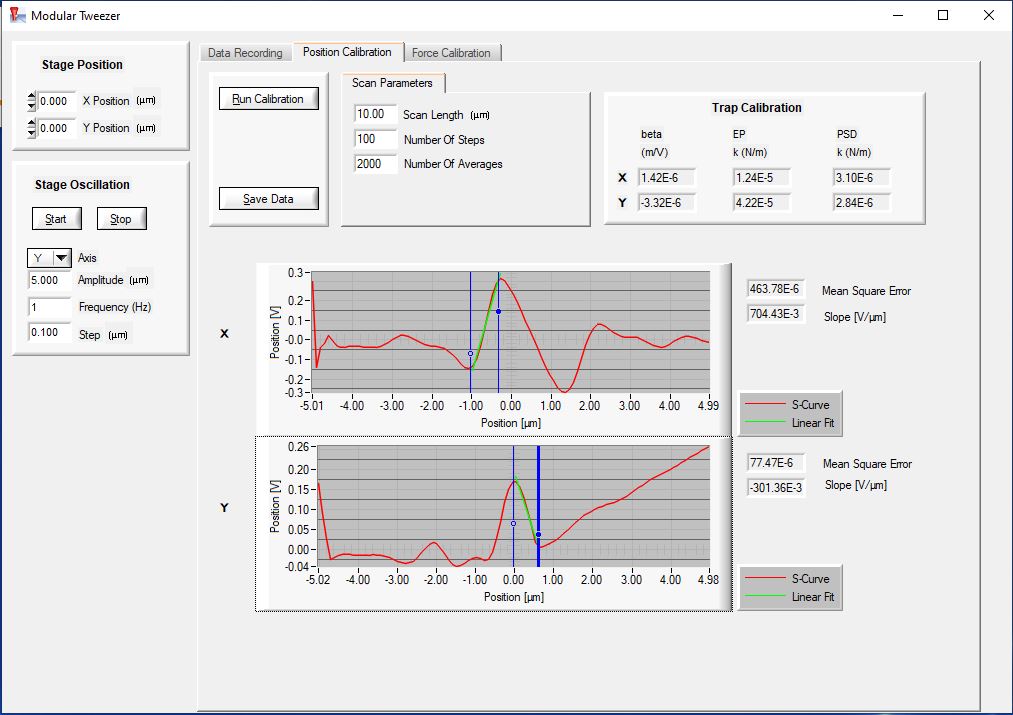 Modular Tweezer
Stage Position
0.000 X Position (µm)
0.000 Y Position (µm)
Stage Oscillation
Start Stop
Y Axis
5.000 Amplitude (µm)
1 Frequency (Hz)
0.100 Step (µm)
Data Recording Position Calibration Force Calibration
Run Calibration
Save Data
Scan Parameters
10.00 Scan Length (µm)
100 Number Of Steps
2000 Number Of Averages
Trap Calibration
beta EP PSD
(m/V) k (N/m) k (N/m)
X 1.42E-6 1.24E-5 3.10E-6
Y -3.32E-6 4.22E-5 2.84E-6
X
Position [V]
0.3
0.2
0.1
-0.0
-0.1
-0.2
-0.3
-5.01 -4.00 -3.00 -2.00 -1.00 0.00 1.00 2.00 3.00 4.00 4.99
Position [µm]
463.78E-6 Mean Square Error
704.43E-3 Slope [V/µm]
S-Curve
Linear Fit
Y
Position [V]
0.26
0.20
0.15
0.10
0.05
0.00
-0.04
-5.02 -4.00 -3.00 -2.00 -1.00 0.00 1.00 2.00 3.00 4.00 4.98
Position [µm]
77.47E-6 Mean Square Error
-301.36E-3 Slope [V/µm]
S-Curve
Linear Fit